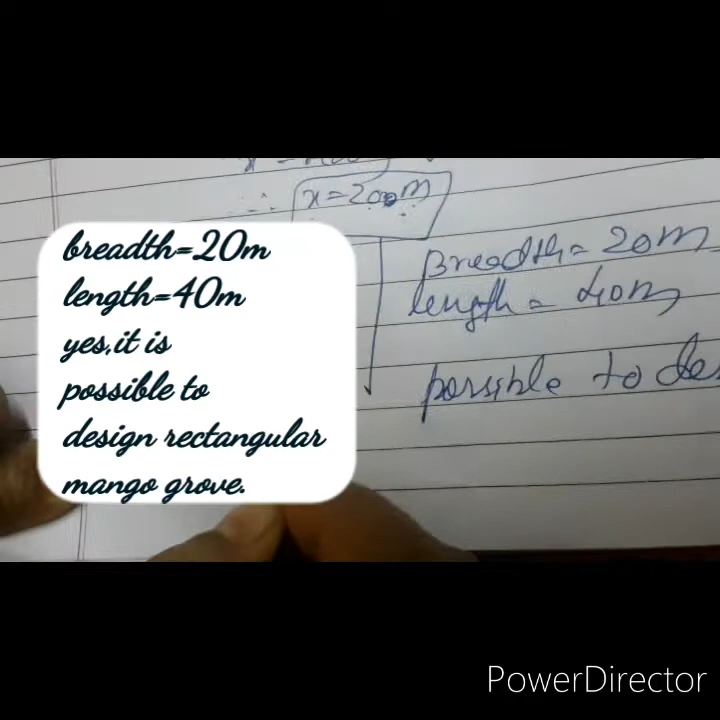 ∴ x=200m
breadth=20m
length=40m
yes,it is
possible to
design rectangular
mango grove.
Breadth= 20m
length = 40m
possible to des
PowerDirector